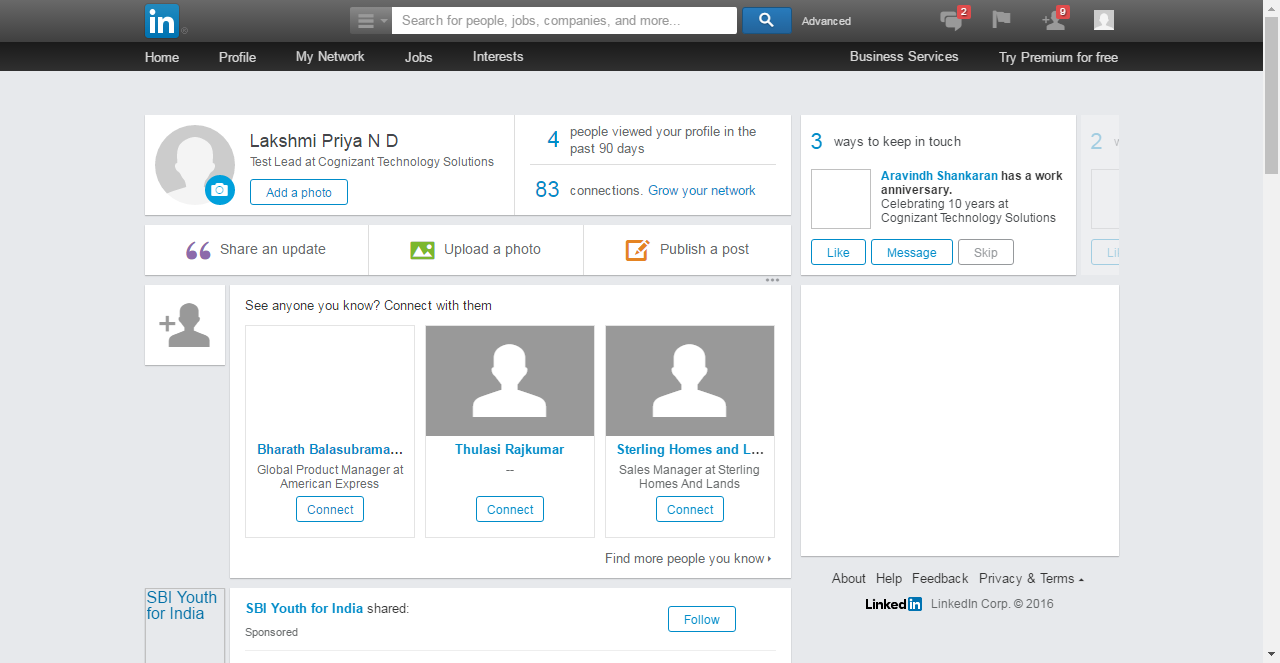 in
Search for people, jobs, companies, and more...
Advanced
2
9
Home
Profile
My Network
Jobs
Interests
Business Services
Try Premium for free
Lakshmi Priya N D
Test Lead at Cognizant Technology Solutions
Add a photo
4
people viewed your profile in the
past 90 days
83
connections. Grow your network
3
ways to keep in touch
Aravindh Shankaran has a work
anniversary.
Celebrating 10 years at
Cognizant Technology Solutions
Like
Message
Skip
2
Share an update
Upload a photo
Publish a post
See anyone you know? Connect with them
Bharath Balasubrama...
Global Product Manager at
American Express
Connect
Thulasi Rajkumar
--
Connect
Sterling Homes and L...
Sales Manager at Sterling
Homes And Lands
Connect
Find more people you know
About
Help
Feedback
Privacy & Terms
Linkedin
LinkedIn Corp. © 2016
SBI Youth
for India
SBI Youth for India shared:
Sponsored
Follow